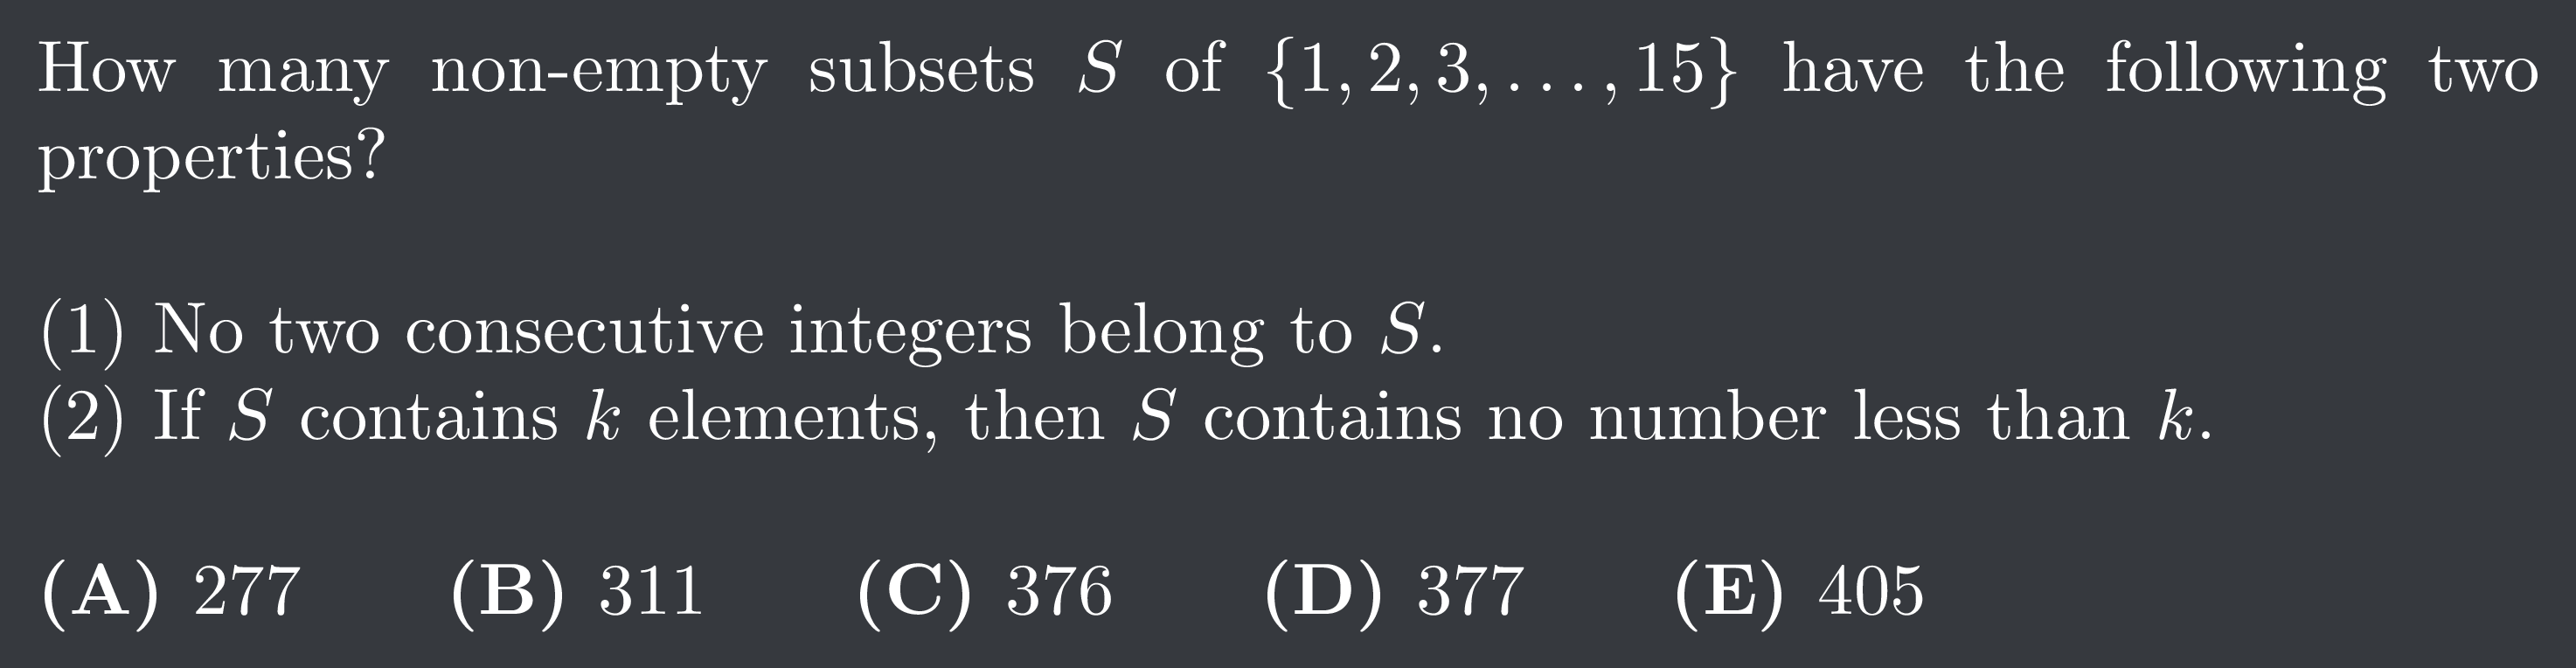 How many non-empty subsets S of {1, 2, 3, . . . , 15} have the following two
properties?
(1) No two consecutive integers belong to S.
(2) If S contains k elements, then S contains no number less than k.
(A) 277 (B) 311 (C) 376 (D) 377 (E) 405